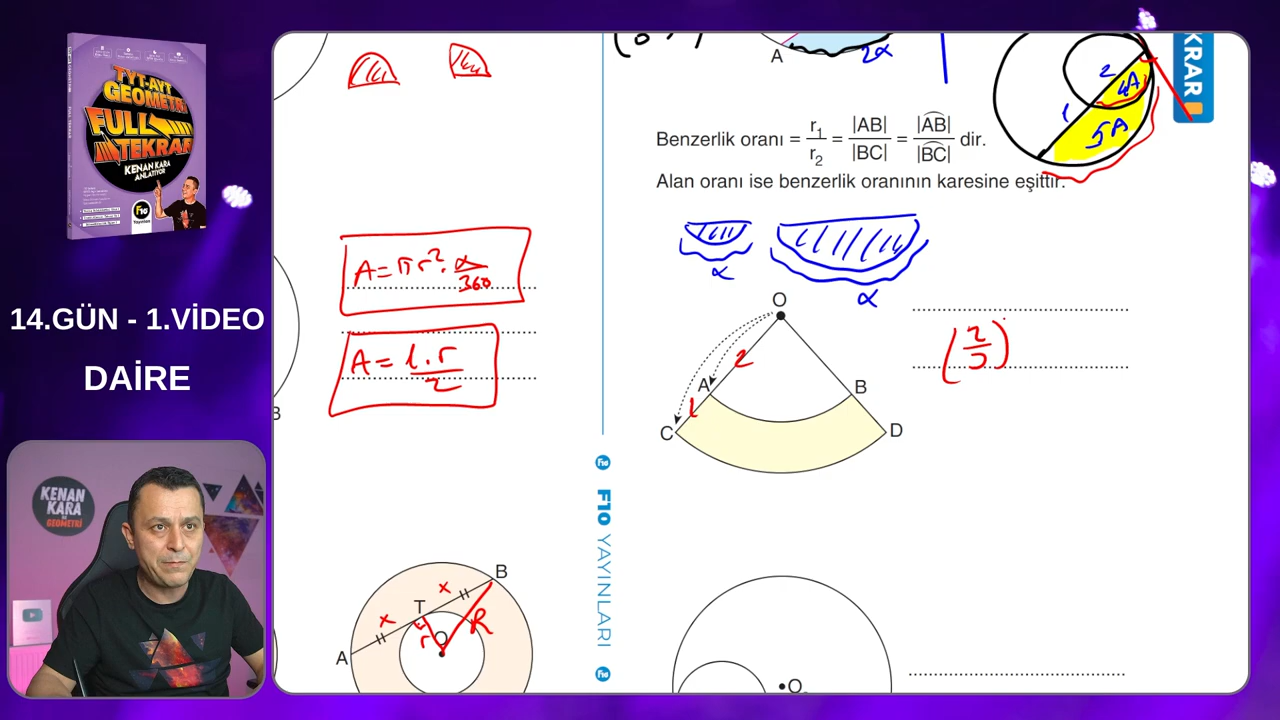 TYT-AYT
GEOMETRİ
FULL
TEKRAR
KENAN KARA
ANLATIYOR
F10
14.GÜN - 1.VİDEO
DAİRE
KENAN
KARA
GEOMETRİ
A = πr² · α/360
A = l.r/2
B
A
T
B
O
x
x
r
R
F10 YAYINLARI
A
2α
KRAR
2
1
4A
5A
Benzerlik oranı = r₁/r₂ = |AB|/|BC| = |AB|/|BC| dir.
Alan oranı ise benzerlik oranının karesine eşittir.
α
α
O
2
A
B
1
C
D
(2/3)
O